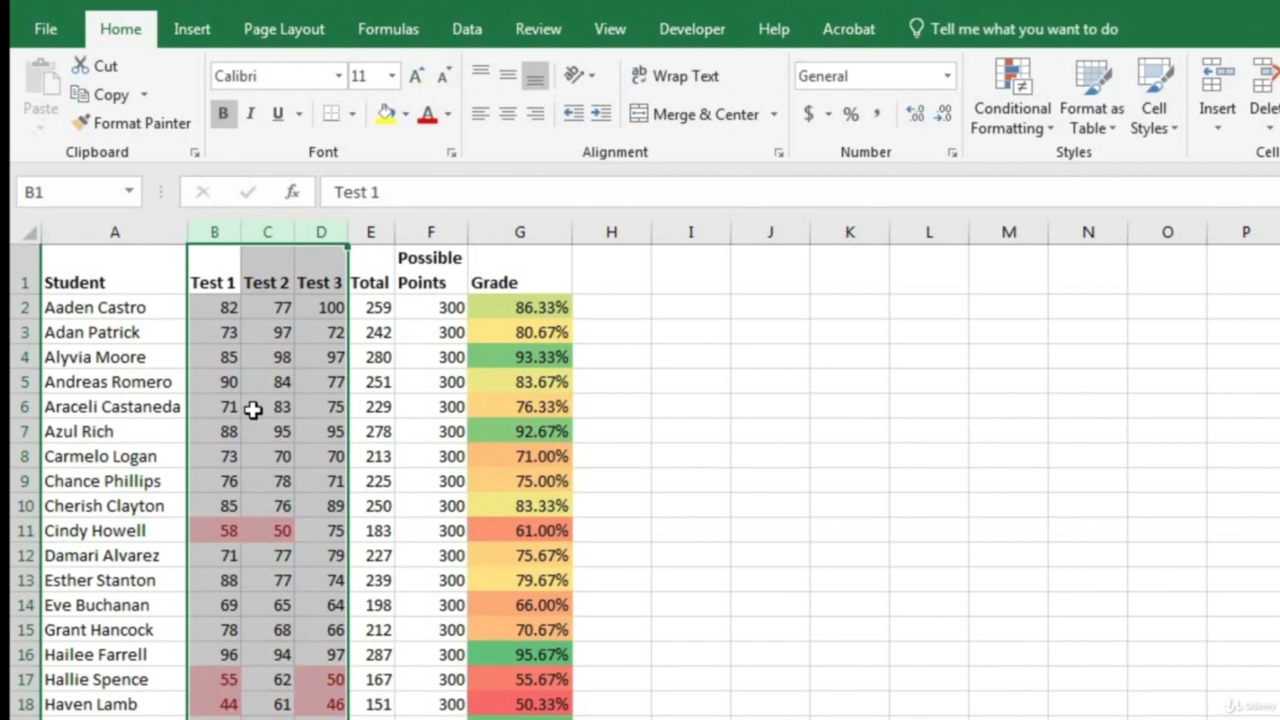 File Home Insert Page Layout Formulas Data Review View Developer Help Acrobat Tell me what you want to do
Cut
Copy
Format Painter
Paste
Clipboard
Calibri 11
B I U A
Font
ab Wrap Text
Merge & Center
Alignment
General
$ % ,
Number
Conditional Formatting
Format as Table
Cell Styles
Styles
Insert
B1 fx Test 1
A B C D E F G H I J K L M N O P
Possible
1 Student Test 1 Test 2 Test 3 Total Points Grade
2 Aaden Castro 82 77 100 259 300 86.33%
3 Adan Patrick 73 97 72 242 300 80.67%
4 Alyvia Moore 85 98 97 280 300 93.33%
5 Andreas Romero 90 84 77 251 300 83.67%
6 Araceli Castaneda 71 83 75 229 300 76.33%
7 Azul Rich 88 95 95 278 300 92.67%
8 Carmelo Logan 73 70 70 213 300 71.00%
9 Chance Phillips 76 78 71 225 300 75.00%
10 Cherish Clayton 85 76 89 250 300 83.33%
11 Cindy Howell 58 50 75 183 300 61.00%
12 Damari Alvarez 71 77 79 227 300 75.67%
13 Esther Stanton 88 77 74 239 300 79.67%
14 Eve Buchanan 69 65 64 198 300 66.00%
15 Grant Hancock 78 68 66 212 300 70.67%
16 Hailee Farrell 96 94 97 287 300 95.67%
17 Hallie Spence 55 62 50 167 300 55.67%
18 Haven Lamb 44 61 46 151 300 50.33%
Udemy